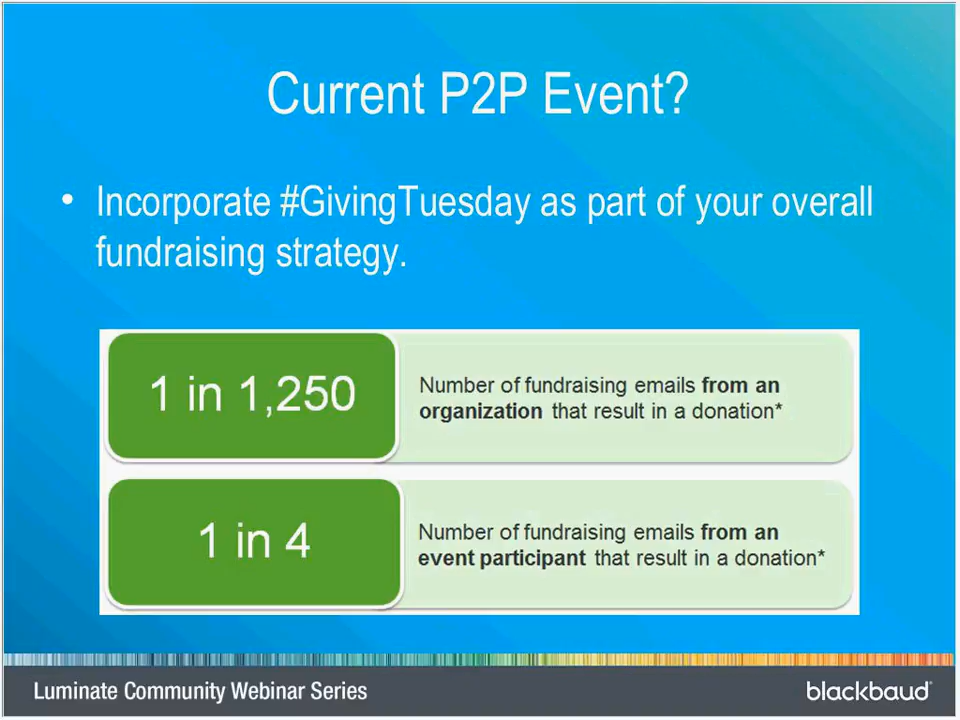 Current P2P Event?
• Incorporate #GivingTuesday as part of your overall
fundraising strategy.
1 in 1,250
Number of fundraising emails from an
organization that result in a donation*
1 in 4
Number of fundraising emails from an
event participant that result in a donation*
Luminate Community Webinar Series
blackbaud®